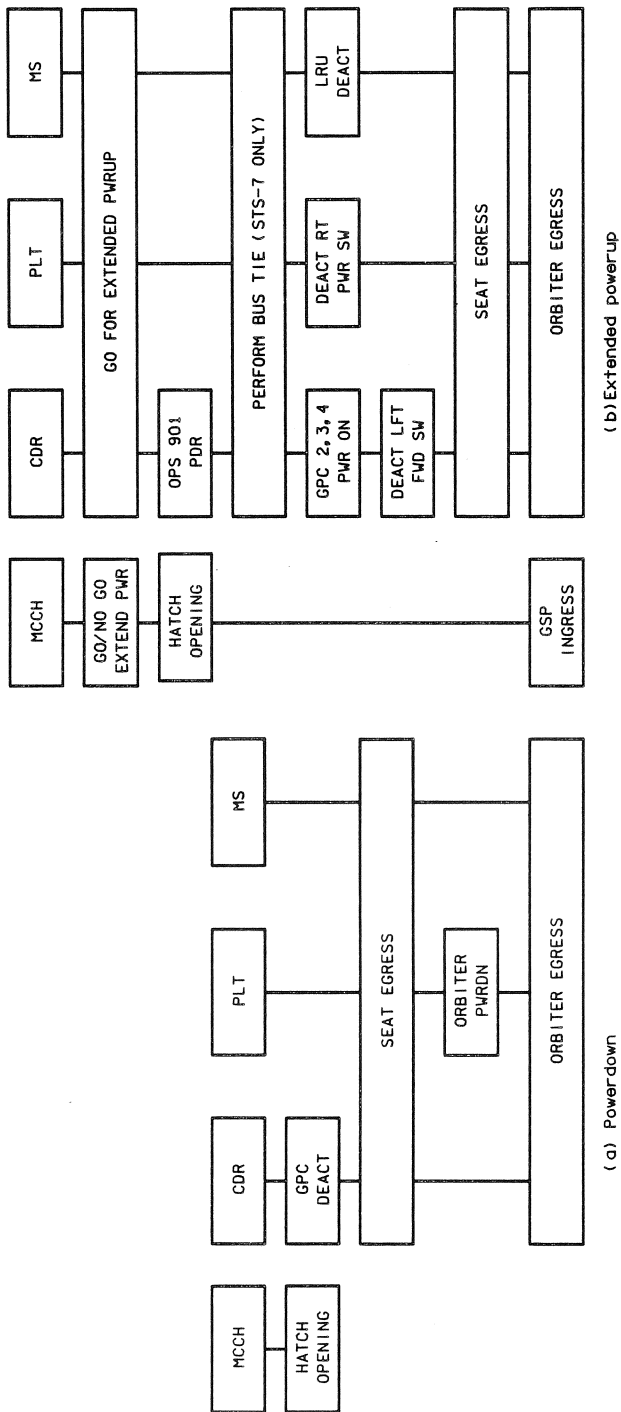 MCCH
CDR
PLT
MS
HATCH
OPENING
GPC
DEACT
SEAT EGRESS
ORBITER
PWRDN
ORBITER EGRESS
(a) Powerdown
MCCH
CDR
PLT
MS
GO/NO GO
EXTEND PWR
GO FOR EXTENDED PWRUP
HATCH
OPENING
OPS 901
PDR
PERFORM BUS TIE (STS-7 ONLY)
GPC 2,3,4
PWR ON
DEACT RT
PWR SW
LRU
DEACT
DEACT LFT
FWD SW
SEAT EGRESS
GSP
INGRESS
ORBITER EGRESS
(b) Extended powerup